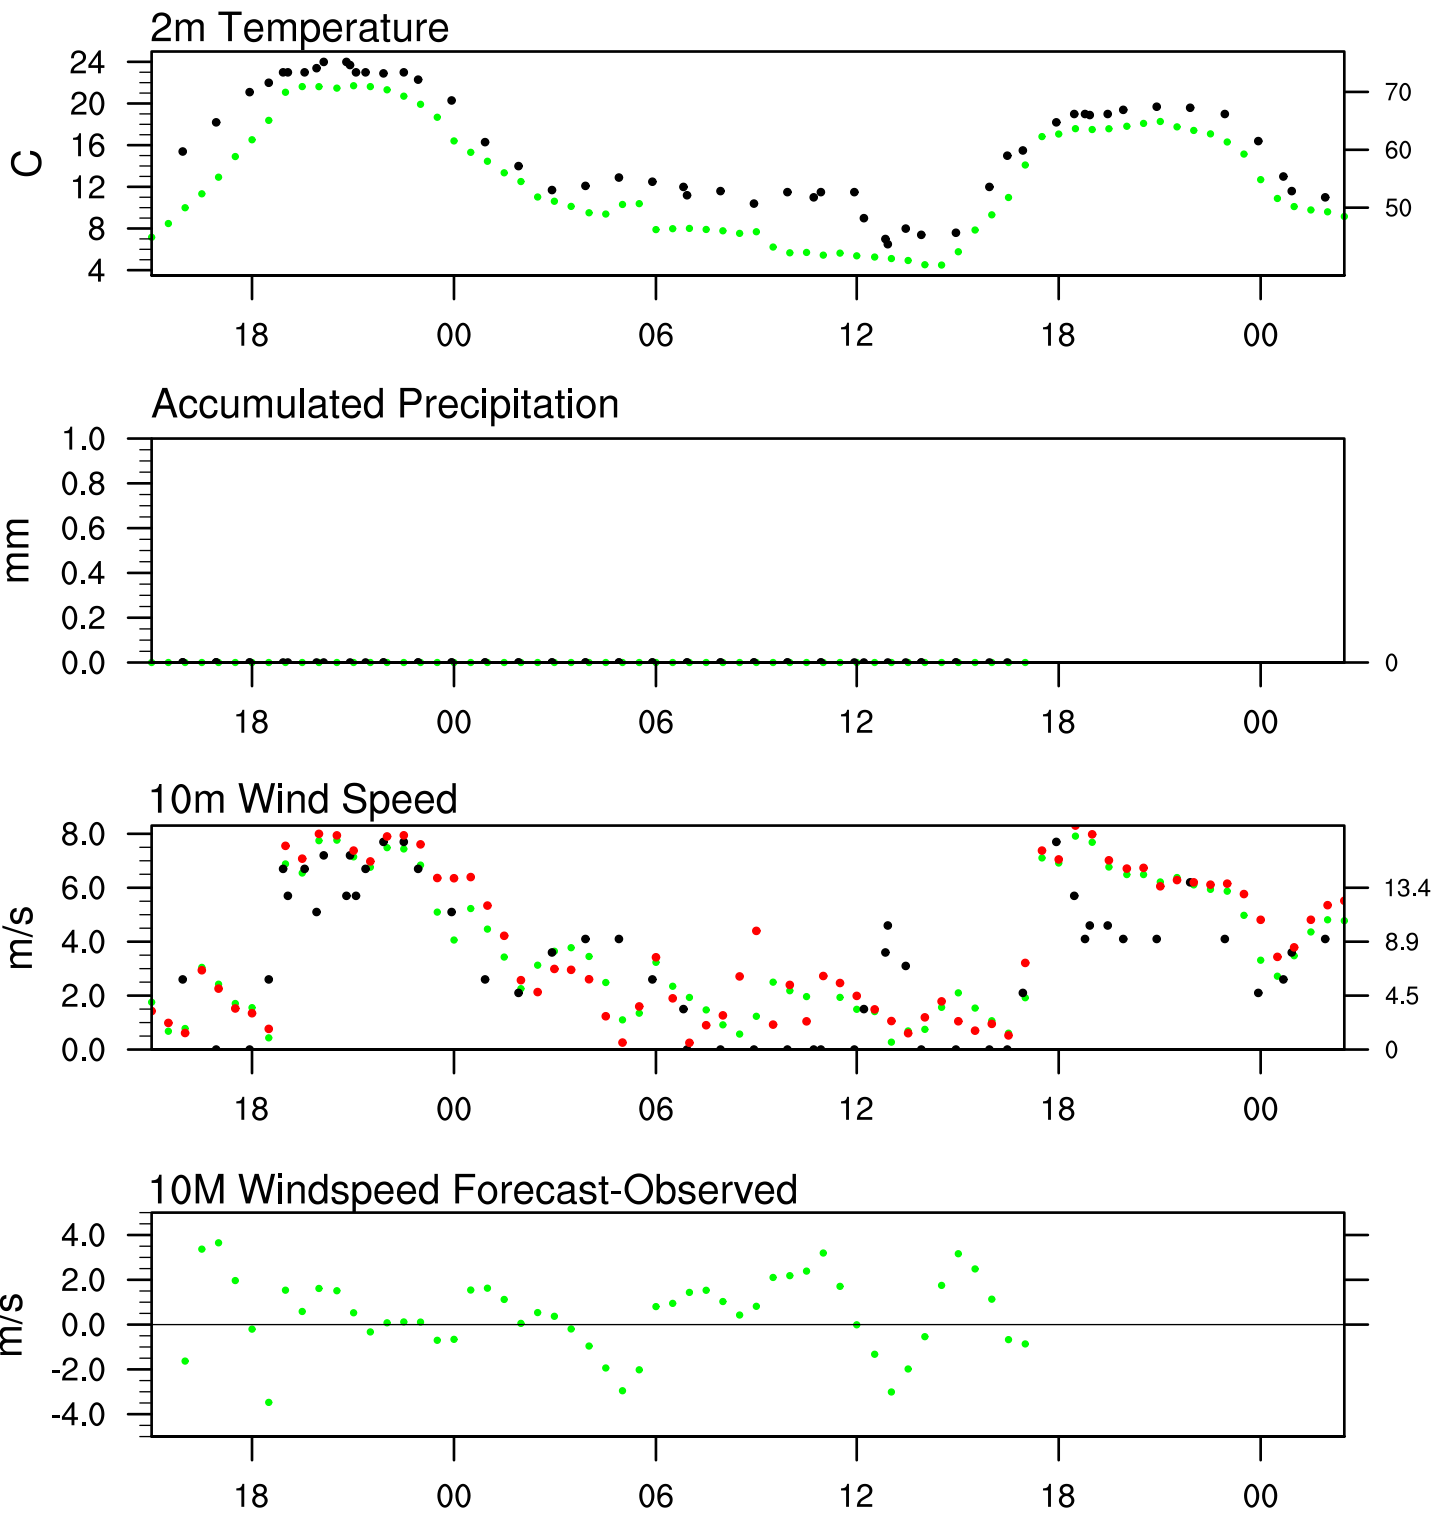 2m Temperature
24
20
16
12
8
4
C
70
60
50
18 00 06 12 18 00
Accumulated Precipitation
1.0
0.8
0.6
0.4
0.2
0.0
mm
0
18 00 06 12 18 00
10m Wind Speed
8.0
6.0
4.0
2.0
0.0
m/s
13.4
8.9
4.5
0
18 00 06 12 18 00
10M Windspeed Forecast-Observed
4.0
2.0
0.0
-2.0
-4.0
m/s
18 00 06 12 18 00